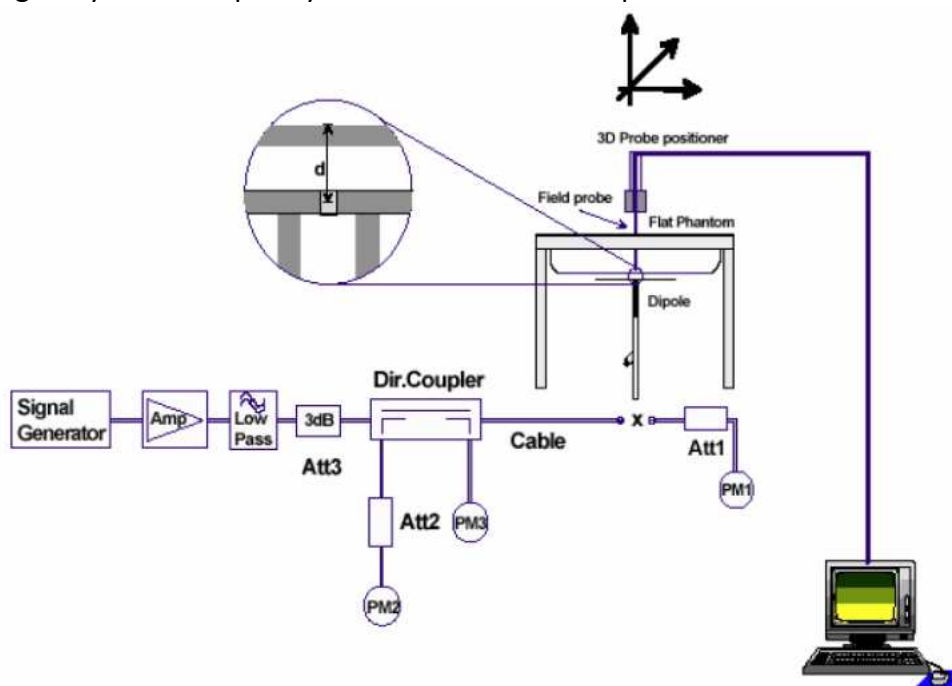 3D Probe positioner
d
Field probe
Flat Phantom
Dipole
Dir.Coupler
Signal
Generator
Amp
Low
Pass
3dB
Cable
x
Att1
Att3
PM1
Att2
PM3
PM2